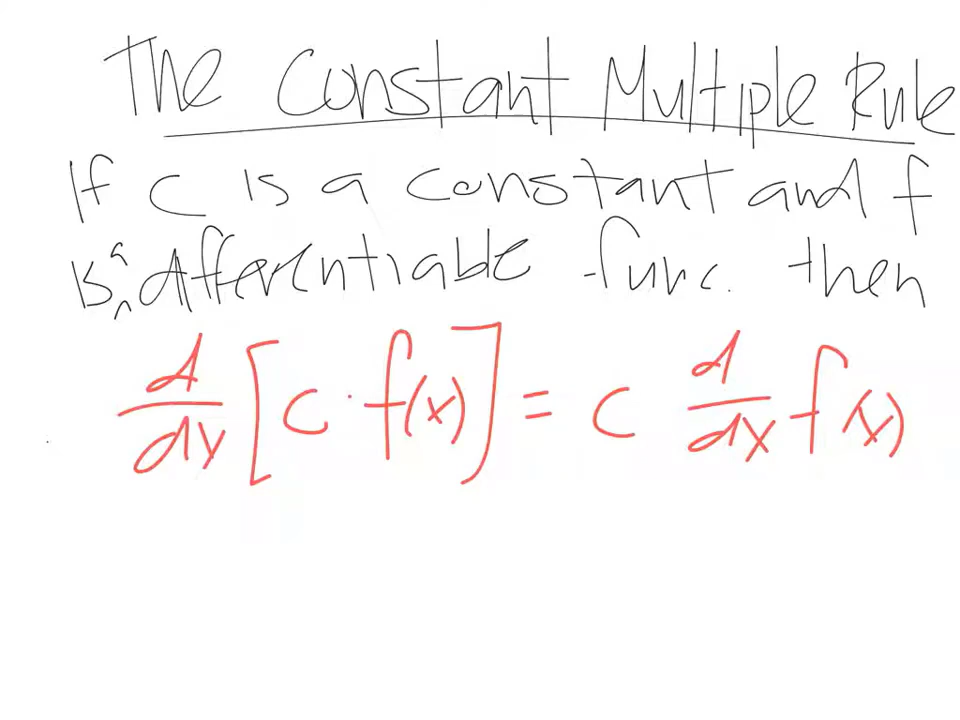 The Constant Multiple Rule
If c is a constant and f
is a differentiable func. then
d/dx [c · f(x)] = c d/dx f(x)